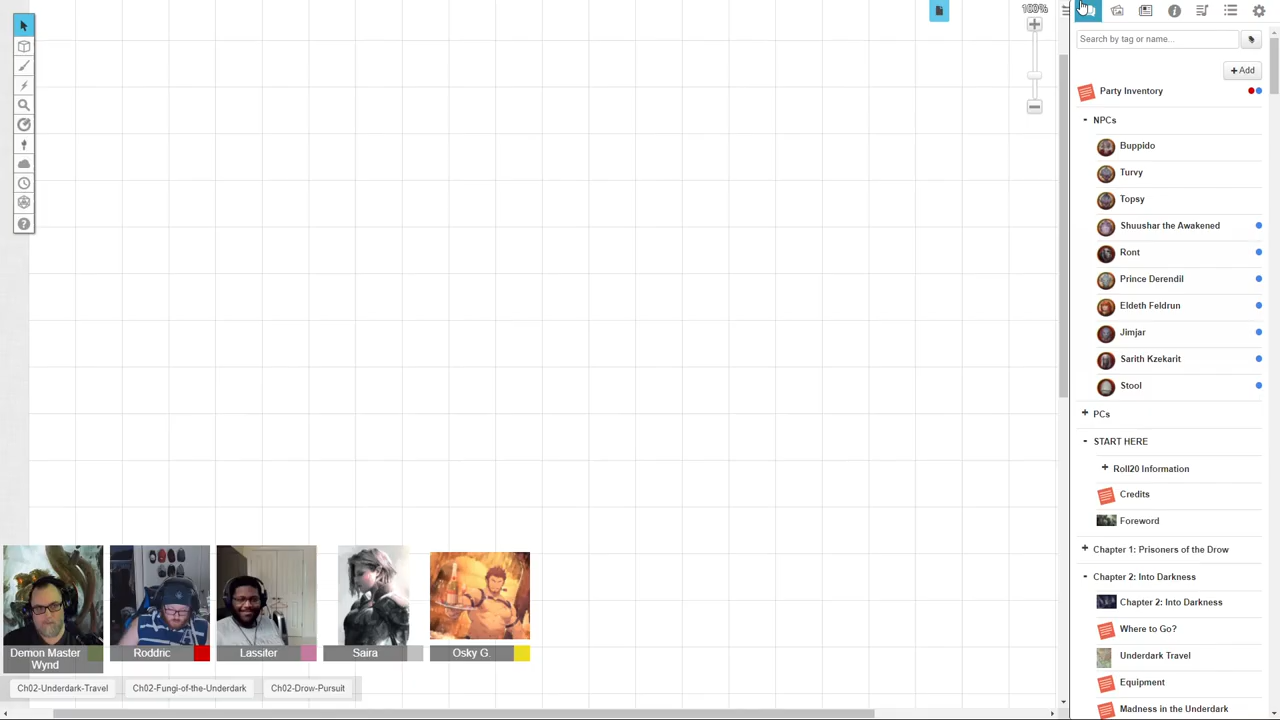 100%
Search by tag or name...
+ Add
Party Inventory
NPCs
Buppido
Turvy
Topsy
Shuushar the Awakened
Ront
Prince Derendil
Eldeth Feldrun
Jimjar
Sarith Kzekarit
Stool
PCs
START HERE
Roll20 Information
Credits
Foreword
Chapter 1: Prisoners of the Drow
Chapter 2: Into Darkness
Chapter 2: Into Darkness
Where to Go?
Underdark Travel
Equipment
Madness in the Underdark
Demon Master
Wynd
Roddric
Lassiter
Saira
Osky G.
Ch02-Underdark-Travel
Ch02-Fungi-of-the-Underdark
Ch02-Drow-Pursuit